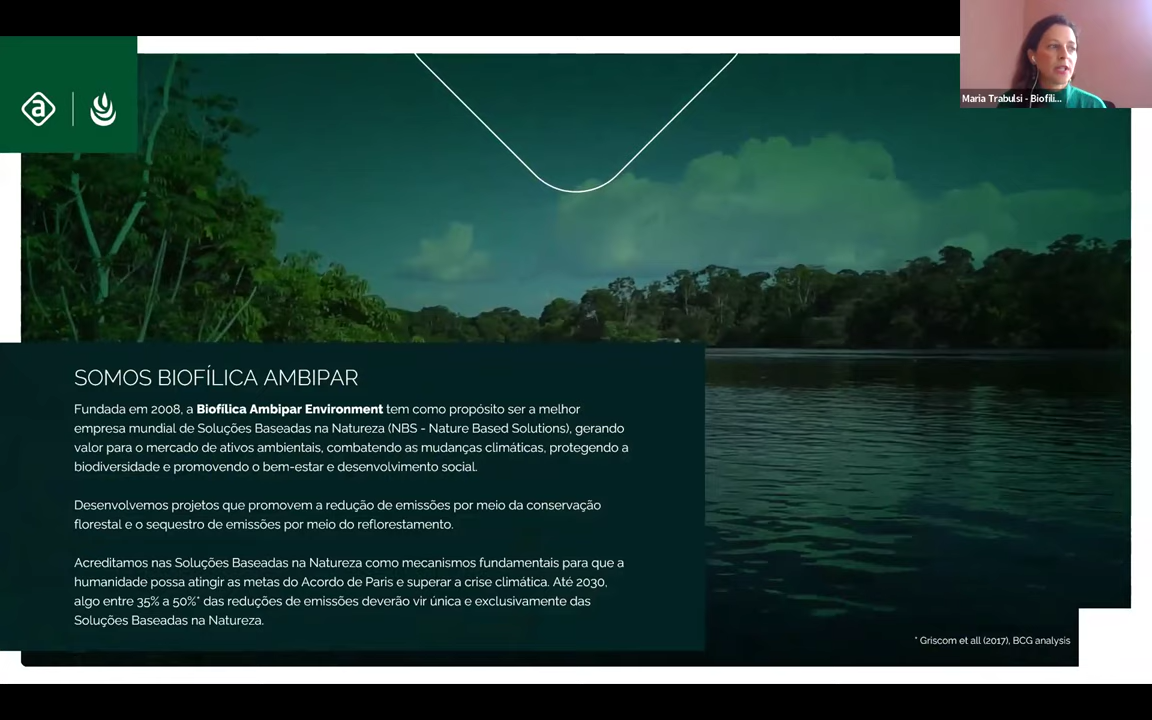 Maria Trabulsi - Biofíli...
SOMOS BIOFÍLICA AMBIPAR
Fundada em 2008, a Biofílica Ambipar Environment tem como propósito ser a melhor
empresa mundial de Soluções Baseadas na Natureza (NBS - Nature Based Solutions), gerando
valor para o mercado de ativos ambientais, combatendo as mudanças climáticas, protegendo a
biodiversidade e promovendo o bem-estar e desenvolvimento social.
Desenvolvemos projetos que promovem a redução de emissões por meio da conservação
florestal e o sequestro de emissões por meio do reflorestamento.
Acreditamos nas Soluções Baseadas na Natureza como mecanismos fundamentais para que a
humanidade possa atingir as metas do Acordo de Paris e superar a crise climática. Até 2030,
algo entre 35% a 50%* das reduções de emissões deverão vir única e exclusivamente das
Soluções Baseadas na Natureza.
* Griscom et all (2017), BCG analysis